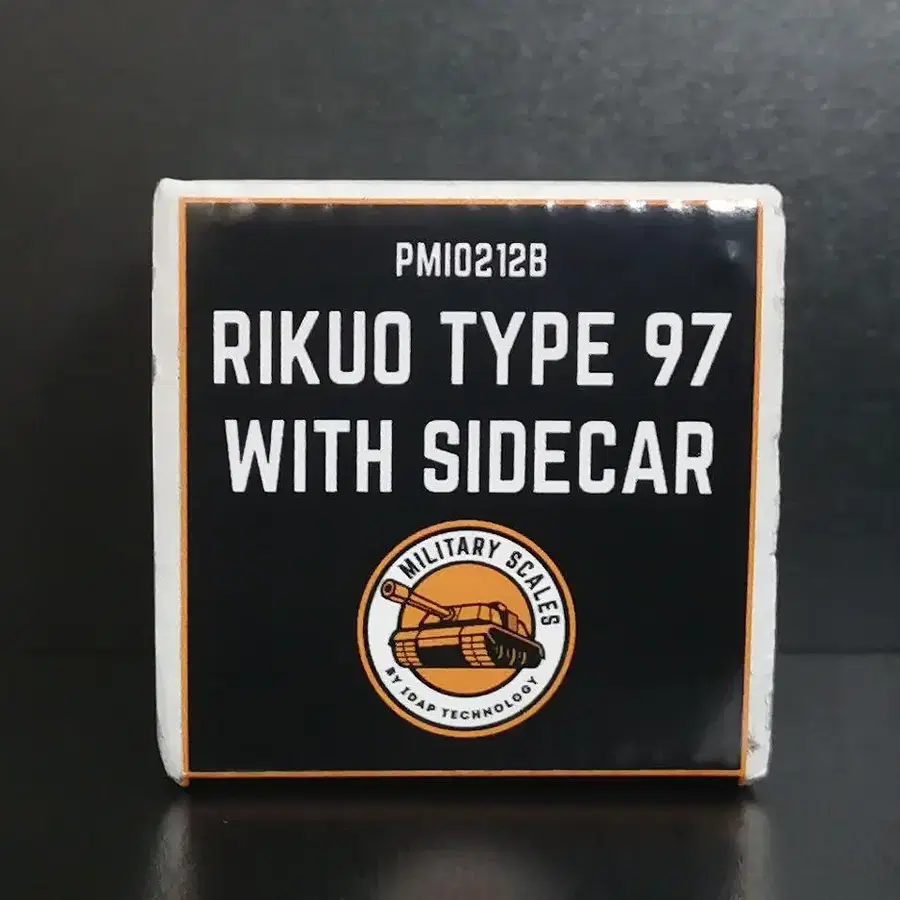 PMI0212B
RIKUO TYPE 97
WITH SIDECAR
MILITARY SCALES
BY IDAP TECHNOLOGY